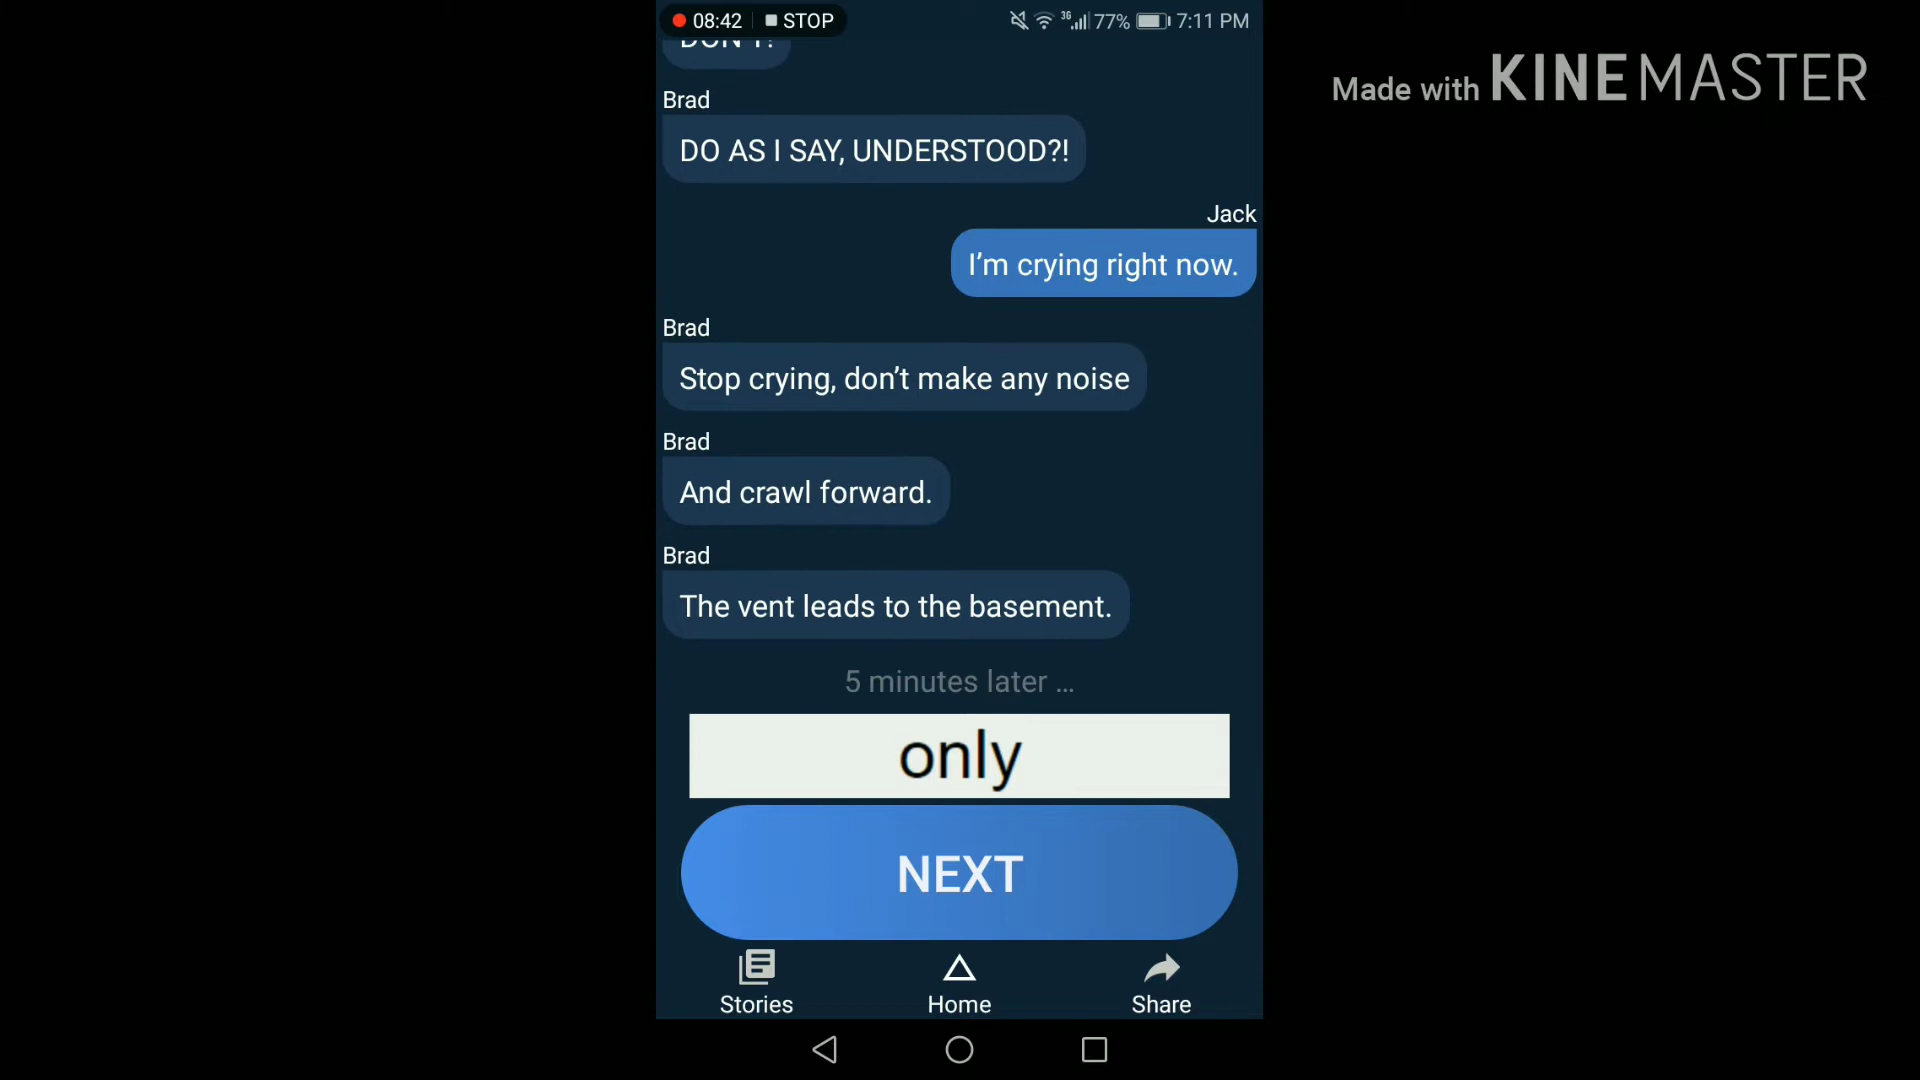 08:42 STOP 3G 77% 7:11 PM
Made with KINEMASTER
DON'T!
Brad
DO AS I SAY, UNDERSTOOD?!
Jack
I’m crying right now.
Brad
Stop crying, don’t make any noise
Brad
And crawl forward.
Brad
The vent leads to the basement.
5 minutes later ...
only
NEXT
Stories Home Share